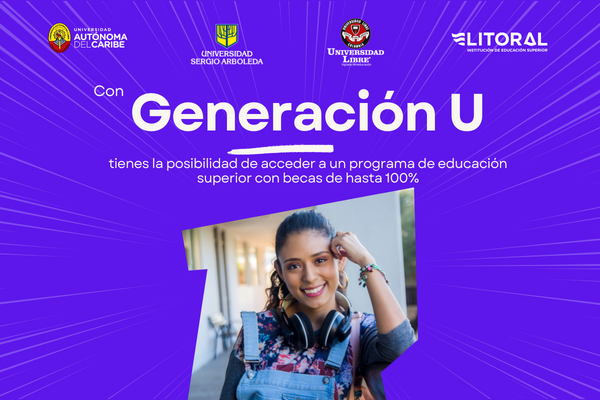 UNIVERSIDAD
AUTÓNOMA
DEL CARIBE
UNIVERSIDAD
SERGIO ARBOLEDA
UNIVERSIDAD
LIBRE
ELITORAL
INSTITUCIÓN DE EDUCACIÓN SUPERIOR
Con
Generación U
tienes la posibilidad de acceder a un programa de educación
superior con becas de hasta 100%